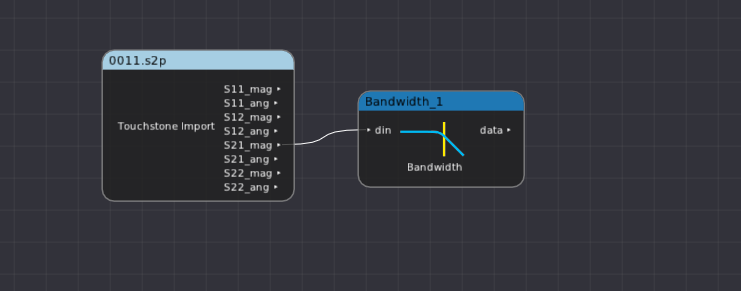 0011.s2p
Touchstone Import
S11_mag
S11_ang
S12_mag
S12_ang
S21_mag
S21_ang
S22_mag
S22_ang
Bandwidth_1
din
data
Bandwidth